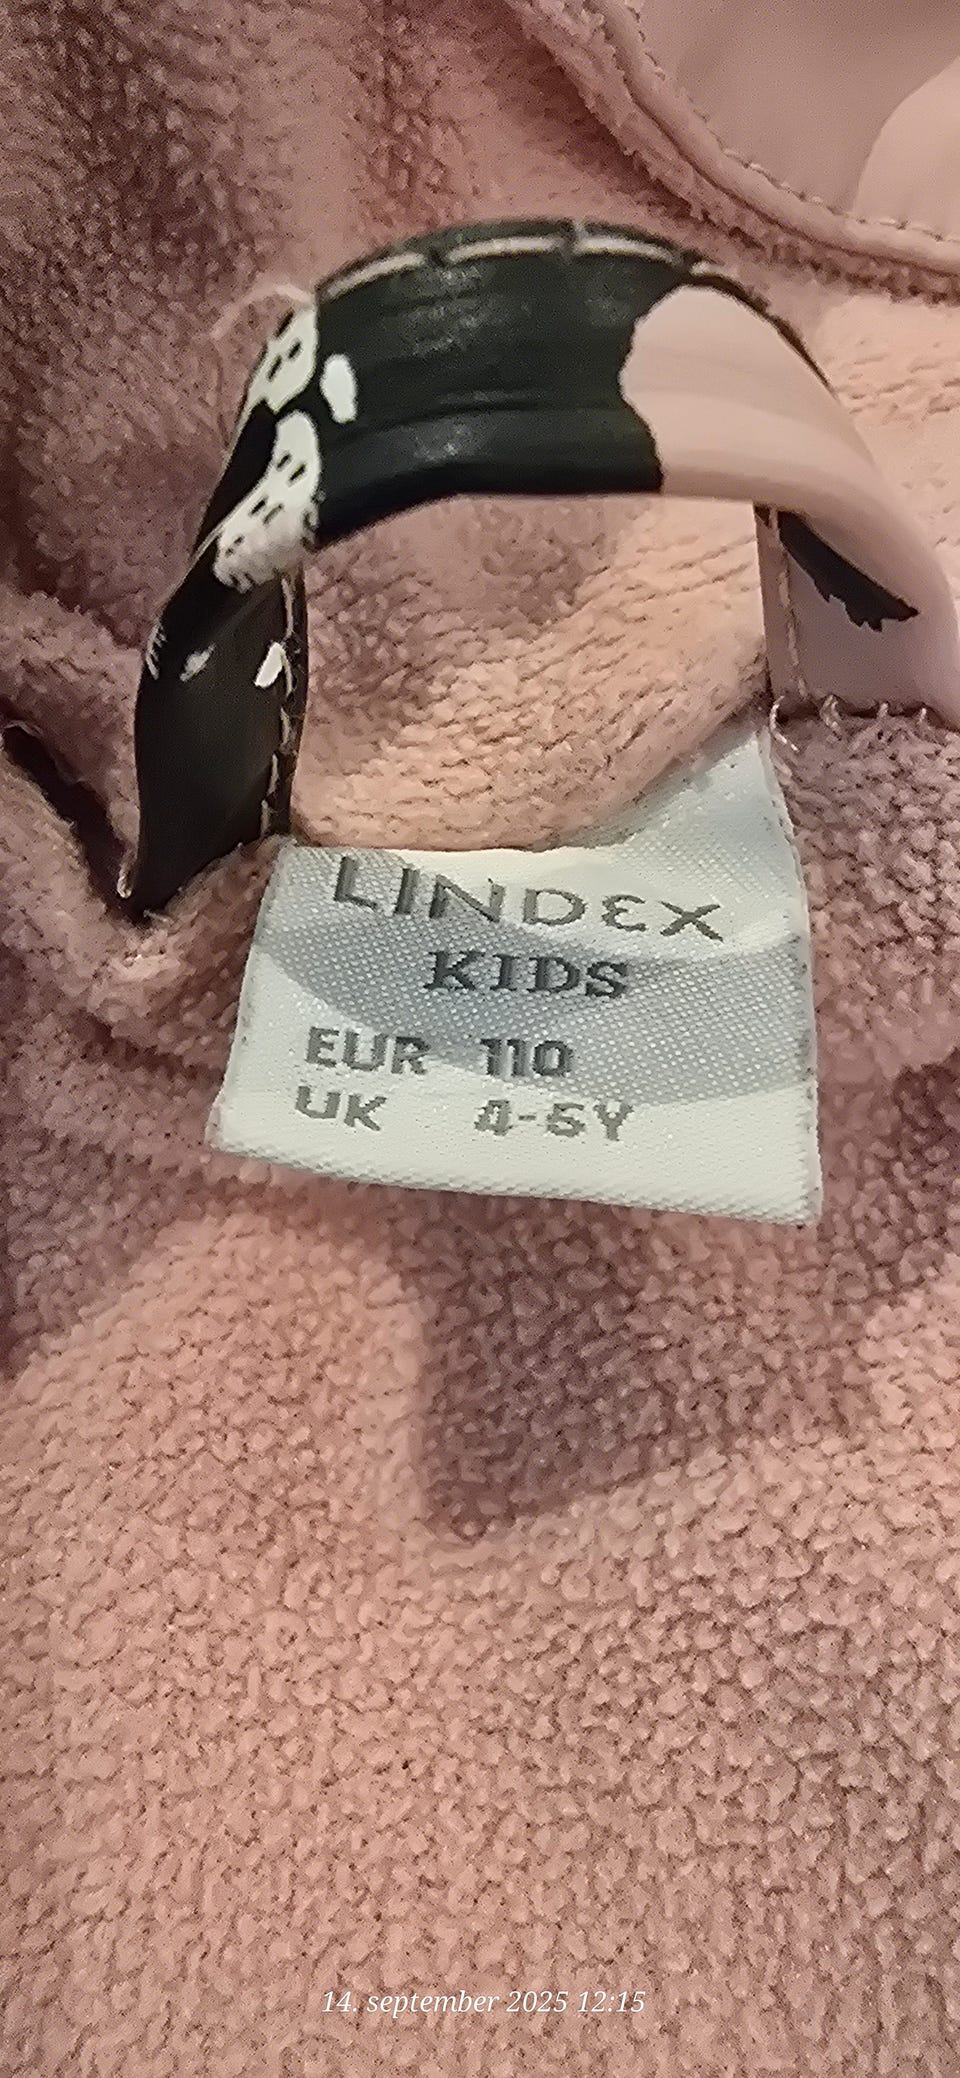 LINDEX
KIDS
EUR 110
UK 4-5Y
14. september 2025 12:15